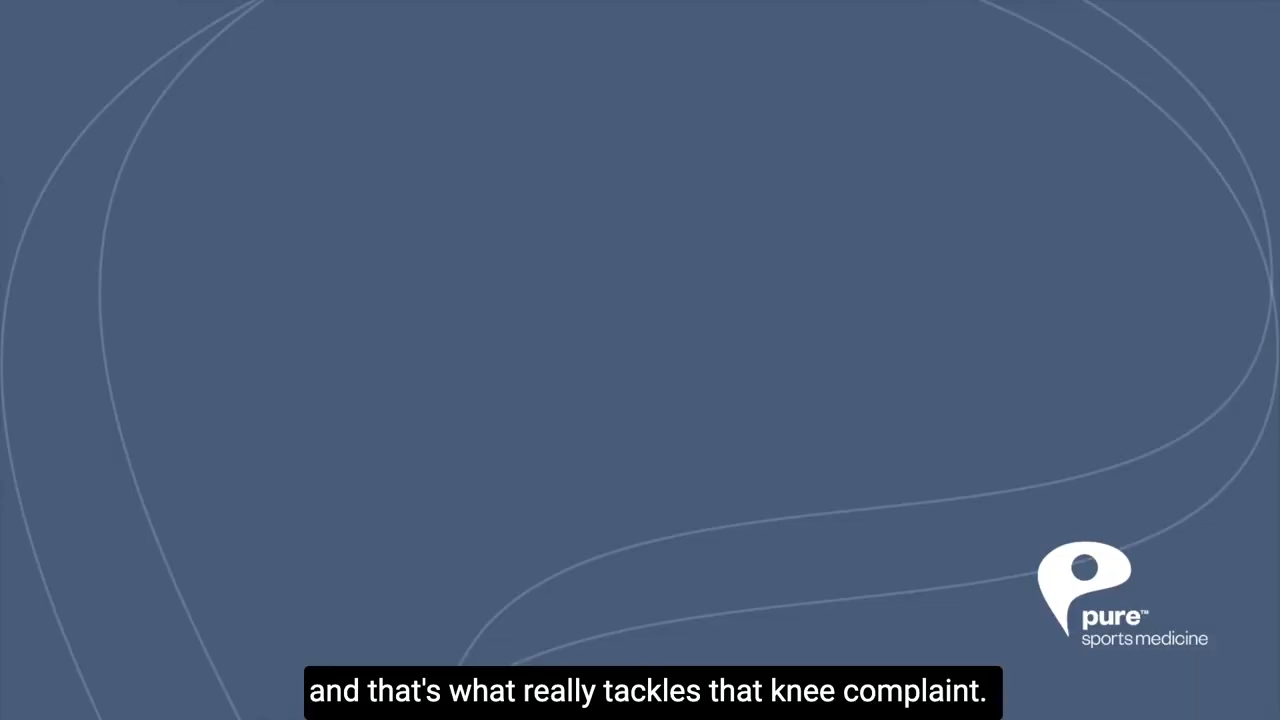 pure™
sports medicine
and that's what really tackles that knee complaint.